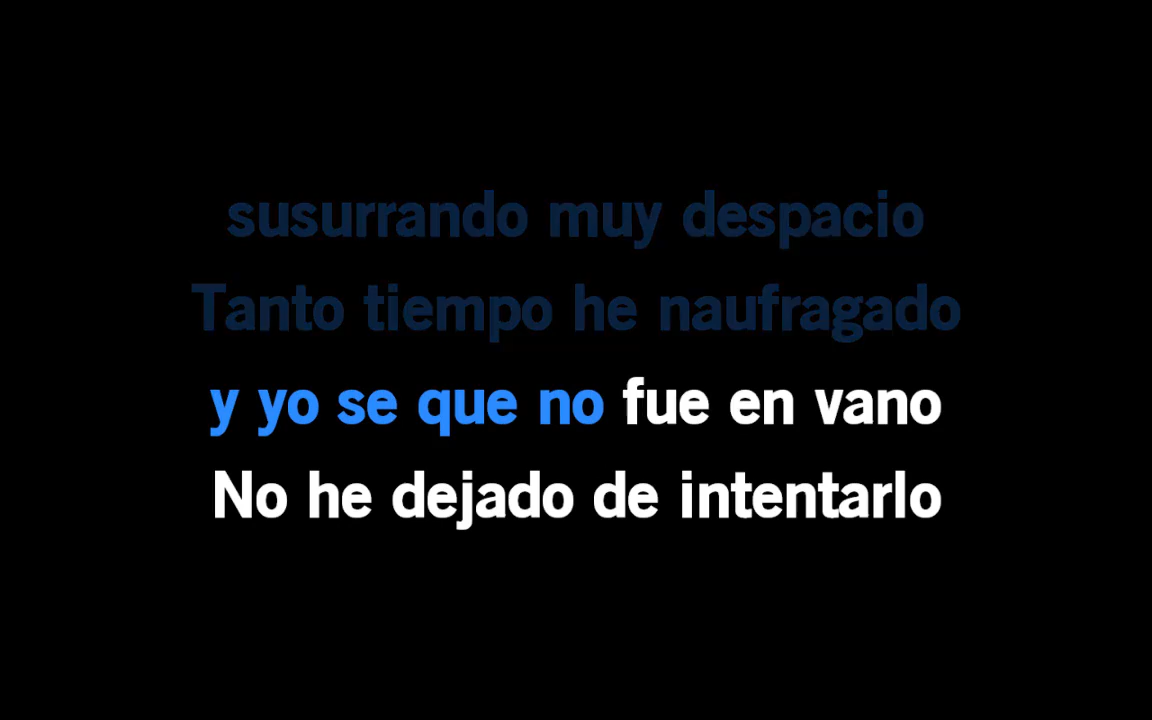 susurrando muy despacio
Tanto tiempo he naufragado
y yo se que no fue en vano
No he dejado de intentarlo